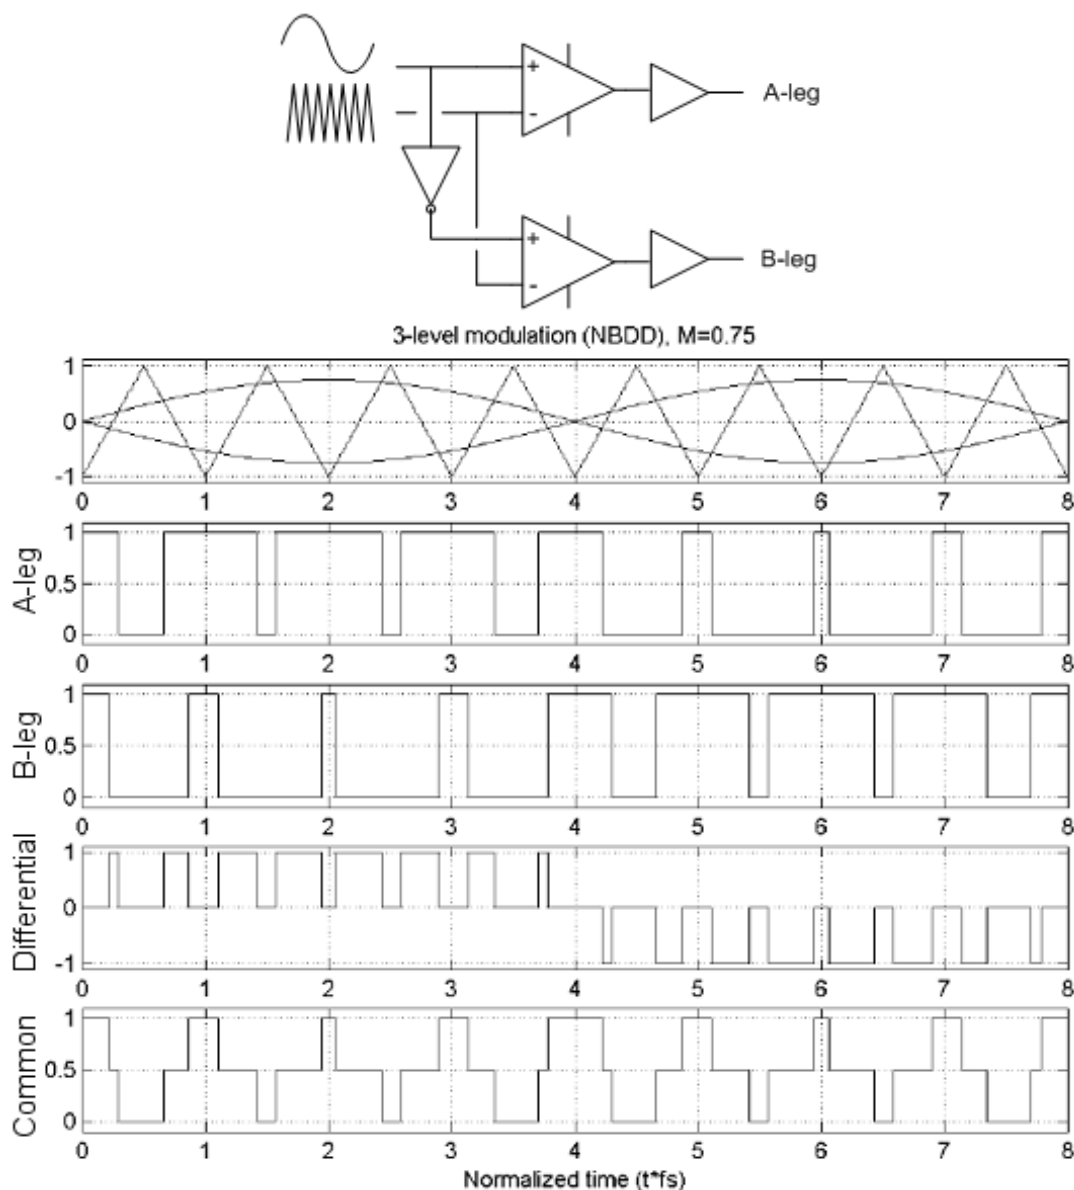 +
-
A-leg
+
-
B-leg
3-level modulation (NBDD), M=0.75
1
0
-1
0 1 2 3 4 5 6 7 8
A-leg
1
0.5
0
0 1 2 3 4 5 6 7 8
B-leg
1
0.5
0
0 1 2 3 4 5 6 7 8
Differential
1
0
-1
0 1 2 3 4 5 6 7 8
Common
1
0.5
0
0 1 2 3 4 5 6 7 8
Normalized time (t*fs)